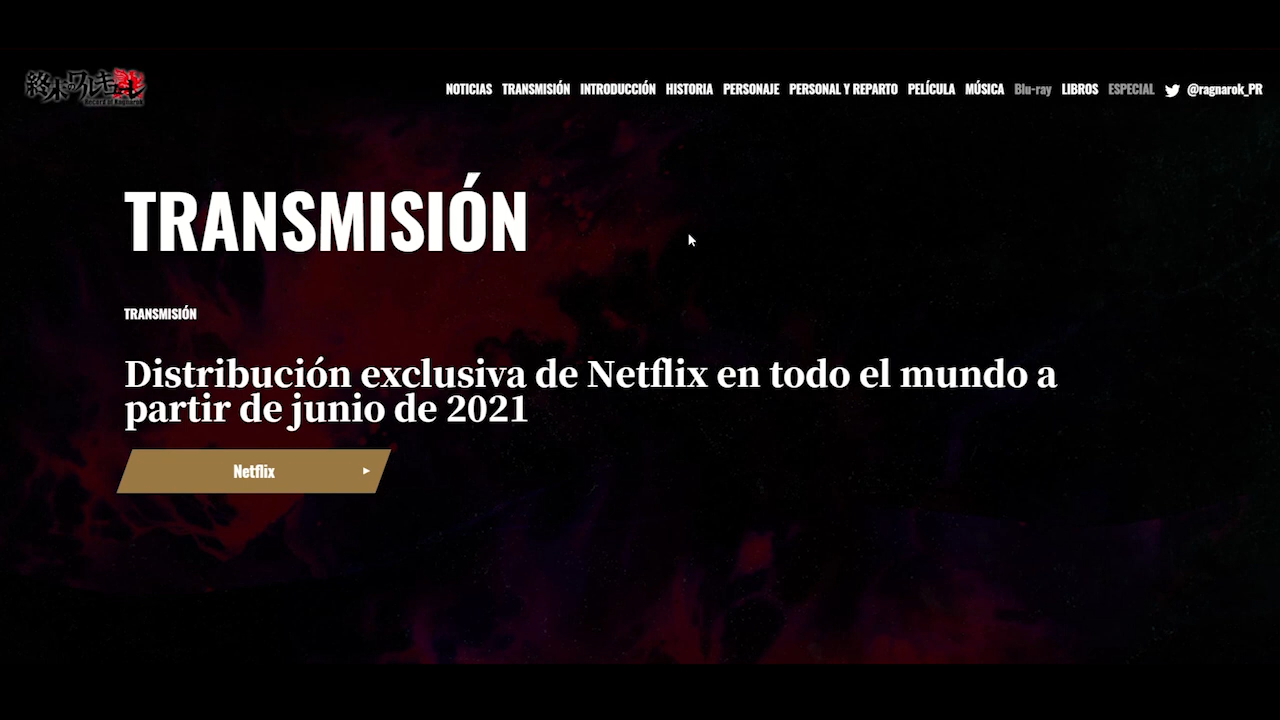 終末のワルキューレ
Record of Ragnarok
NOTICIAS TRANSMISIÓN INTRODUCCIÓN HISTORIA PERSONAJE PERSONAL Y REPARTO PELÍCULA MÚSICA Blu-ray LIBROS ESPECIAL @ragnarok_PR
TRANSMISIÓN
TRANSMISIÓN
Distribución exclusiva de Netflix en todo el mundo a
partir de junio de 2021
Netflix